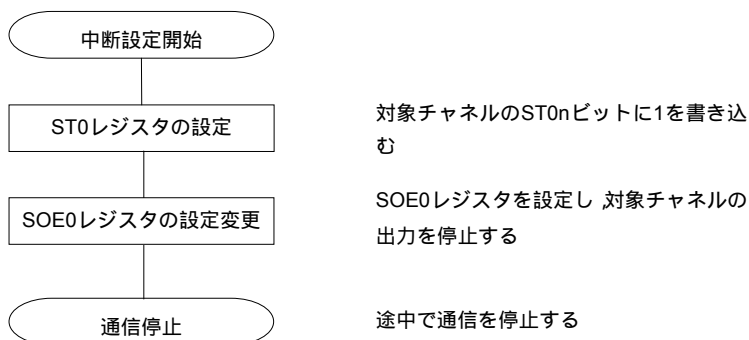 中断設定開始
ST0レジスタの設定
対象チャネルのST0nビットに1を書き込
む
SOE0レジスタの設定変更
SOE0レジスタを設定し,対象チャネルの
出力を停止する
通信停止
途中で通信を停止する